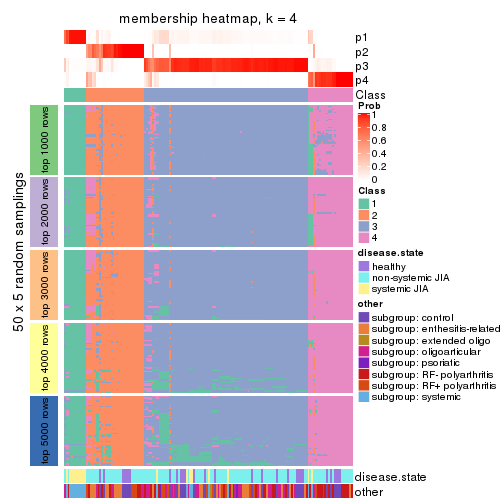 membership heatmap, k = 4
p1
p2
p3
p4
Class
50 x 5 random samplings
top 1000 rows
top 2000 rows
top 3000 rows
top 4000 rows
top 5000 rows
Prob
1
0.8
0.6
0.4
0.2
0
Class
1
2
3
4
disease.state
healthy
non-systemic JIA
systemic JIA
other
subgroup: control
subgroup: enthesitis-related
subgroup: extended oligo
subgroup: oligoarticular
subgroup: psoriatic
subgroup: RF- polyarthritis
subgroup: RF+ polyarthritis
subgroup: systemic
disease.state
other